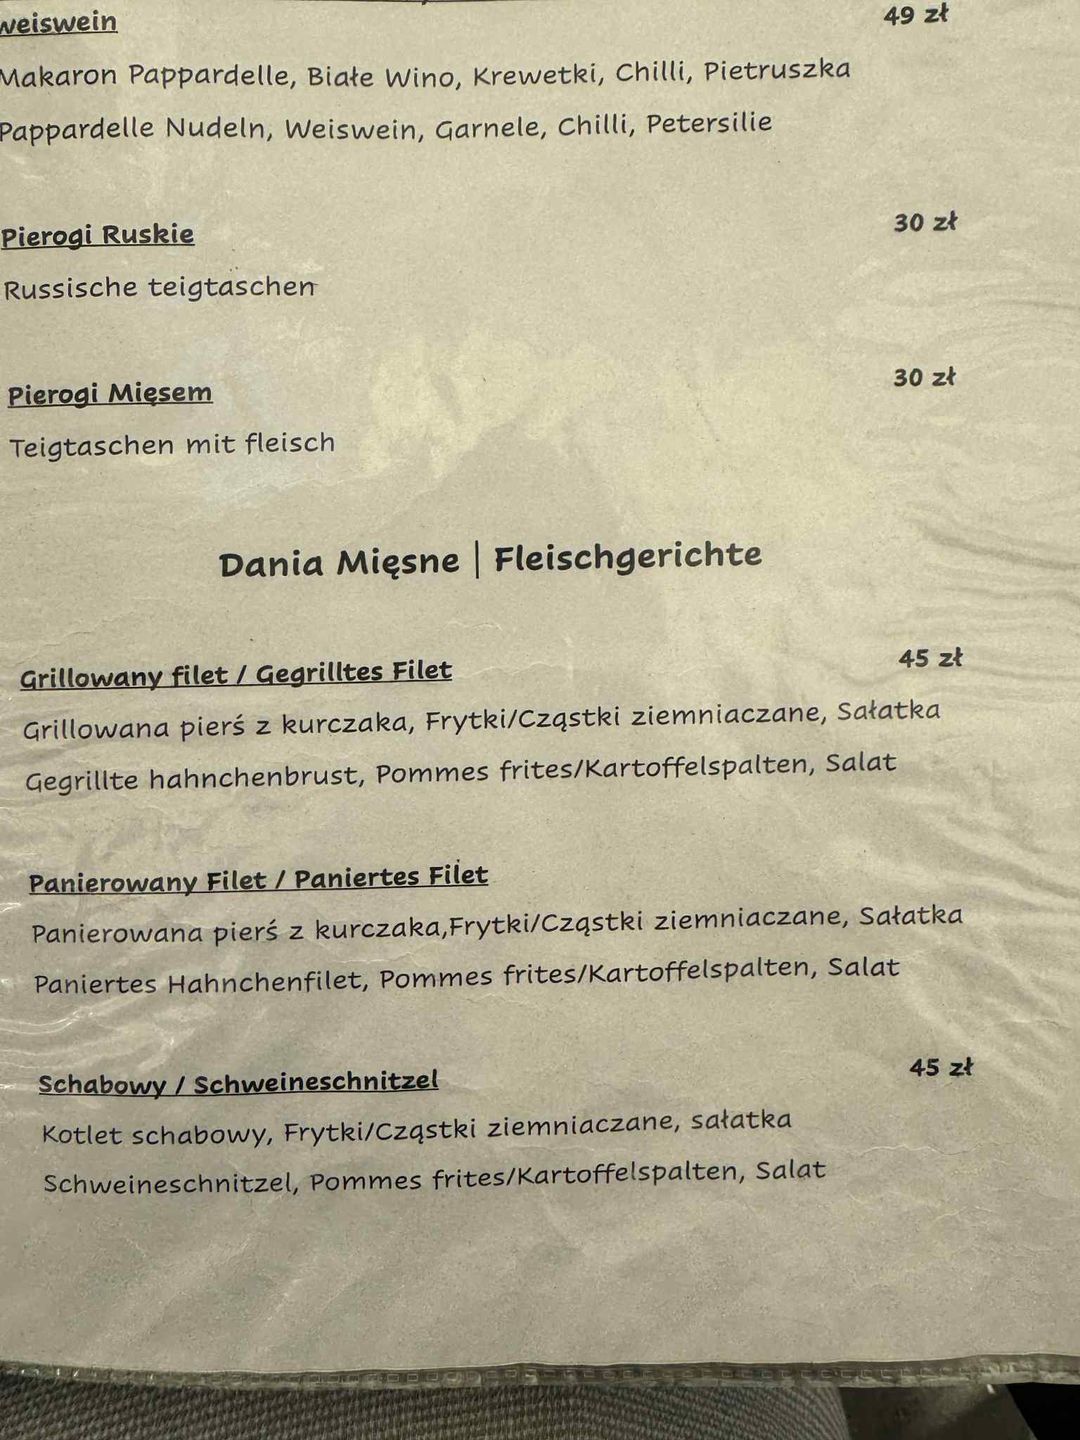 weiswein 49 zł
Makaron Pappardelle, Białe Wino, Krewetki, Chilli, Pietruszka
Pappardelle Nudeln, Weiswein, Garnele, Chilli, Petersilie
Pierogi Ruskie 30 zł
Russische teigtaschen
Pierogi Mięsem 30 zł
Teigtaschen mit fleisch
Dania Mięsne | Fleischgerichte
Grillowany filet / Gegrilltes Filet 45 zł
Grillowana pierś z kurczaka, Frytki/Cząstki ziemniaczane, Sałatka
Gegrillte hahnchenbrust, Pommes frites/Kartoffelspalten, Salat
Panierowany Filet / Paniertes Filet
Panierowana pierś z kurczaka,Frytki/Cząstki ziemniaczane, Sałatka
Paniertes Hahnchenfilet, Pommes frites/Kartoffelspalten, Salat
Schabowy / Schweineschnitzel 45 zł
Kotlet schabowy, Frytki/Cząstki ziemniaczane, sałatka
Schweineschnitzel, Pommes frites/Kartoffelspalten, Salat